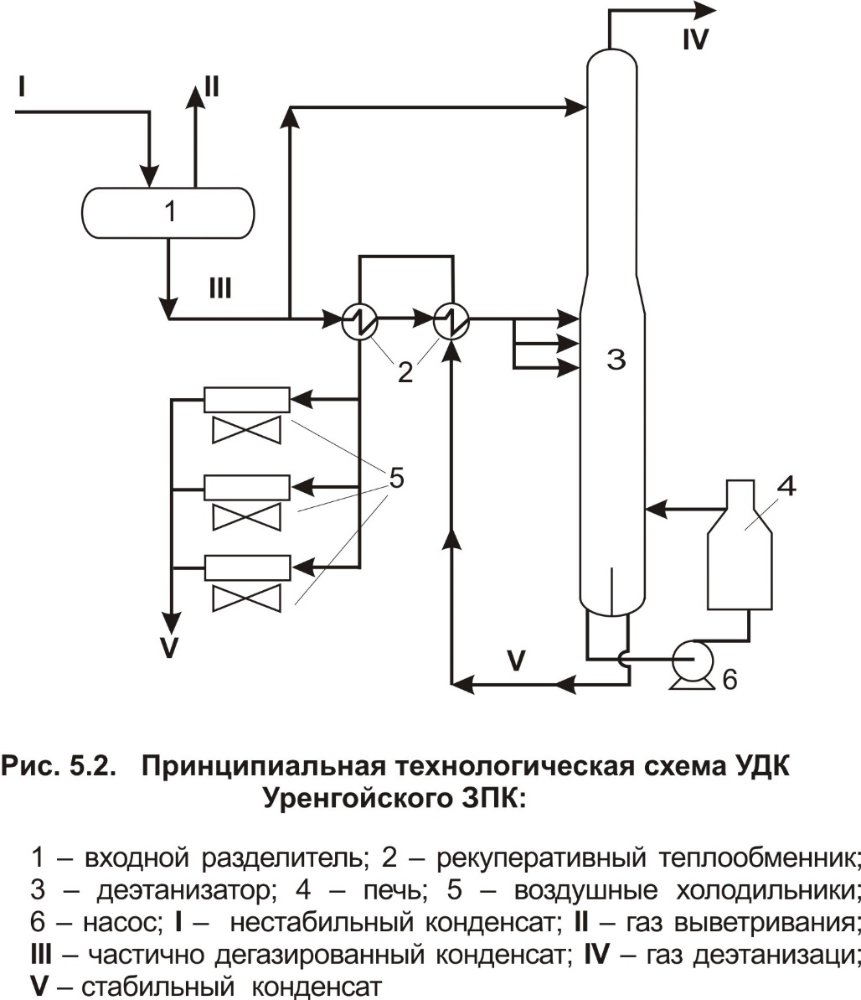 IV
I
II
1
III
2
3
5
4
V
V
6
Рис. 5.2. Принципиальная технологическая схема УДК
Уренгойского ЗПК:
1 – входной разделитель; 2 – рекуперативный теплообменник;
3 – деэтанизатор; 4 – печь; 5 – воздушные холодильники;
6 – насос; I – нестабильный конденсат; II – газ выветривания;
III – частично дегазированный конденсат; IV – газ деэтанизаци;
V – стабильный конденсат